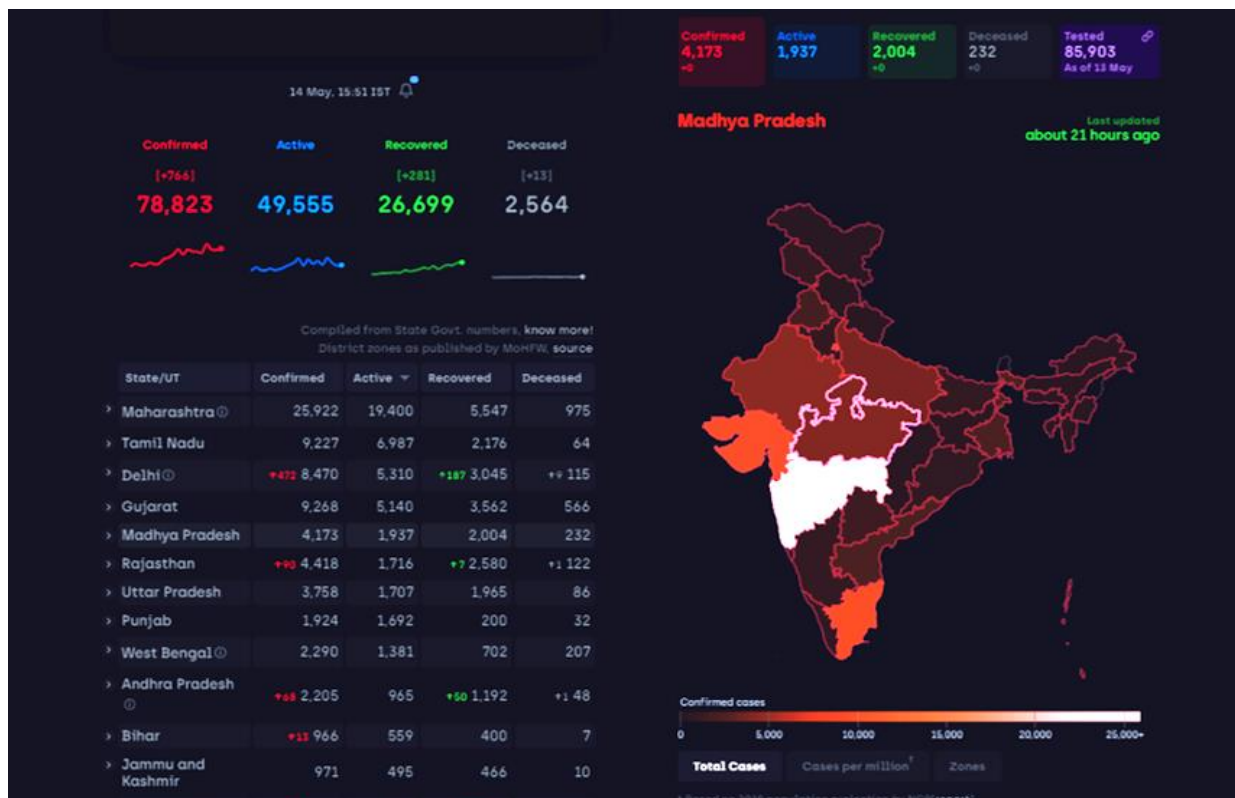 14 May, 15:51 IST
Confirmed Active Recovered Deceased
[+766] [+281] [+13]
78,823 49,555 26,699 2,564
Compiled from State Govt. numbers, know more!
District zones as published by MoHFW, source
State/UT Confirmed Active Recovered Deceased
Maharashtra 25,922 19,400 5,547 975
Tamil Nadu 9,227 6,987 2,176 64
Delhi ↑472 8,470 5,310 ↑187 3,045 ↑9 115
Gujarat 9,268 5,140 3,562 566
Madhya Pradesh 4,173 1,937 2,004 232
Rajasthan ↑90 4,418 1,716 ↑7 2,580 ↑1 122
Uttar Pradesh 3,758 1,707 1,965 86
Punjab 1,924 1,692 200 32
West Bengal 2,290 1,381 702 207
Andhra Pradesh ↑68 2,205 965 ↑50 1,192 ↑1 48
Bihar ↑13 966 559 400 7
Jammu and
Kashmir 971 495 466 10
Confirmed Active Recovered Deceased Tested
4,173 1,937 2,004 232 85,903
+0 +0 +0 As of 13 May
Madhya Pradesh
Last updated
about 21 hours ago
Confirmed cases
0 5,000 10,000 15,000 20,000 25,000+
Total Cases Cases per million† Zones